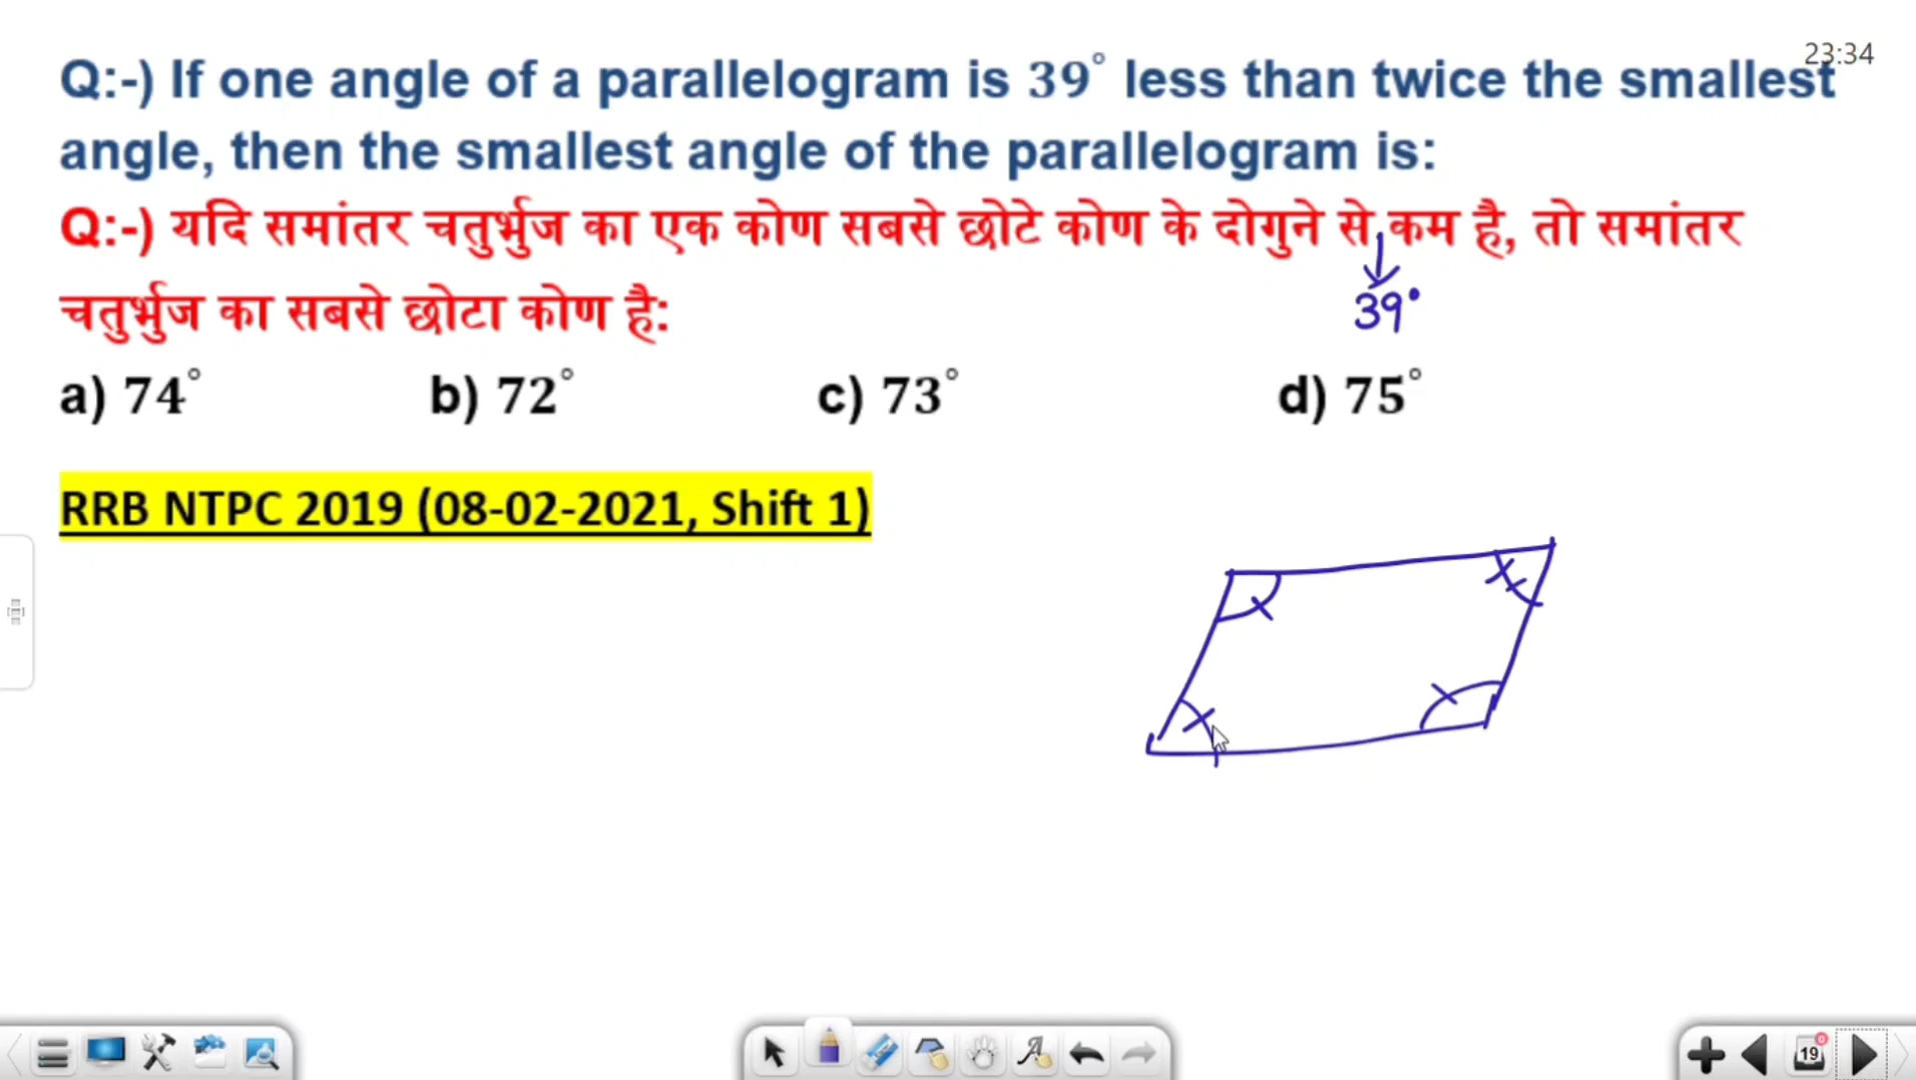 23:34
Q:-) If one angle of a parallelogram is 39° less than twice the smallest
angle, then the smallest angle of the parallelogram is:
Q:-) यदि समांतर चतुर्भुज का एक कोण सबसे छोटे कोण के दोगुने से कम है, तो समांतर
चतुर्भुज का सबसे छोटा कोण है:
39°
a) 74° b) 72° c) 73° d) 75°
RRB NTPC 2019 (08-02-2021, Shift 1)
19
0